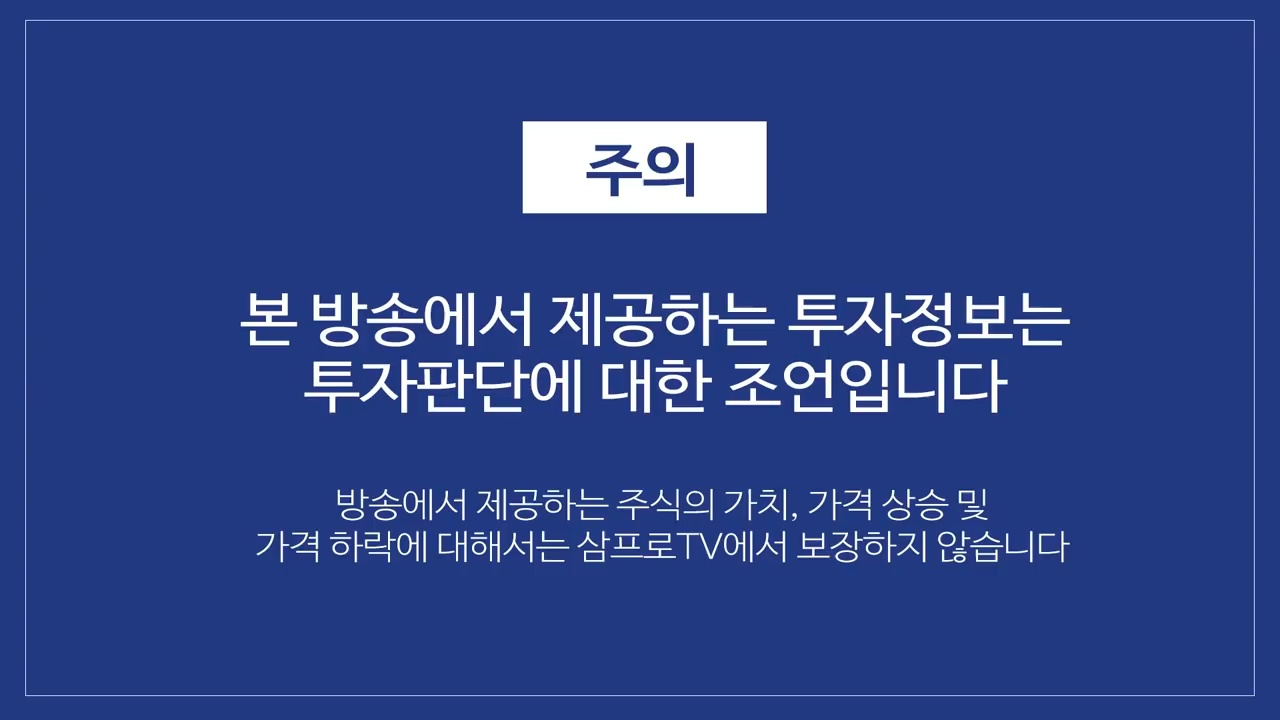 주의
본 방송에서 제공하는 투자정보는
투자판단에 대한 조언입니다
방송에서 제공하는 주식의 가치, 가격 상승 및
가격 하락에 대해서는 삼프로TV에서 보장하지 않습니다